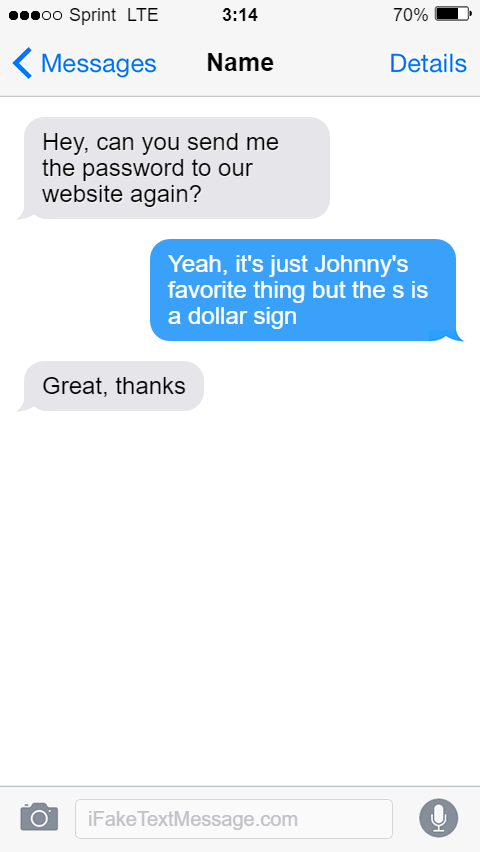 Sprint LTE 3:14 70%
Messages Name Details
Hey, can you send me
the password to our
website again?
Yeah, it's just Johnny's
favorite thing but the s is
a dollar sign
Great, thanks
iFakeTextMessage.com